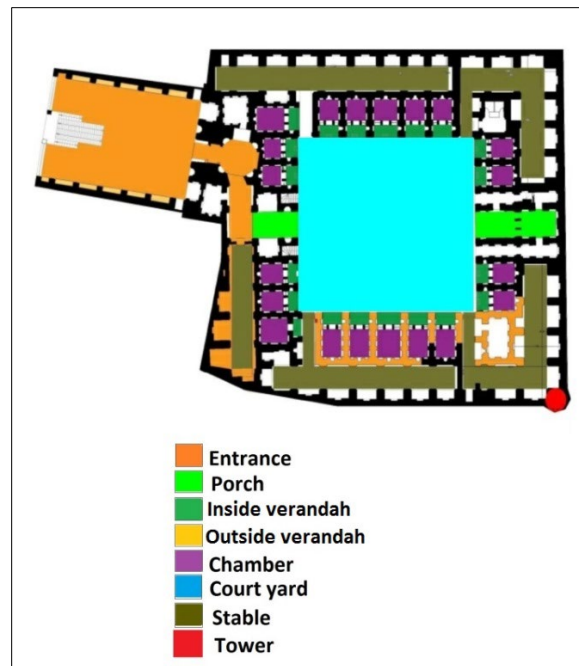 Entrance
Porch
Inside verandah
Outside verandah
Chamber
Court yard
Stable
Tower